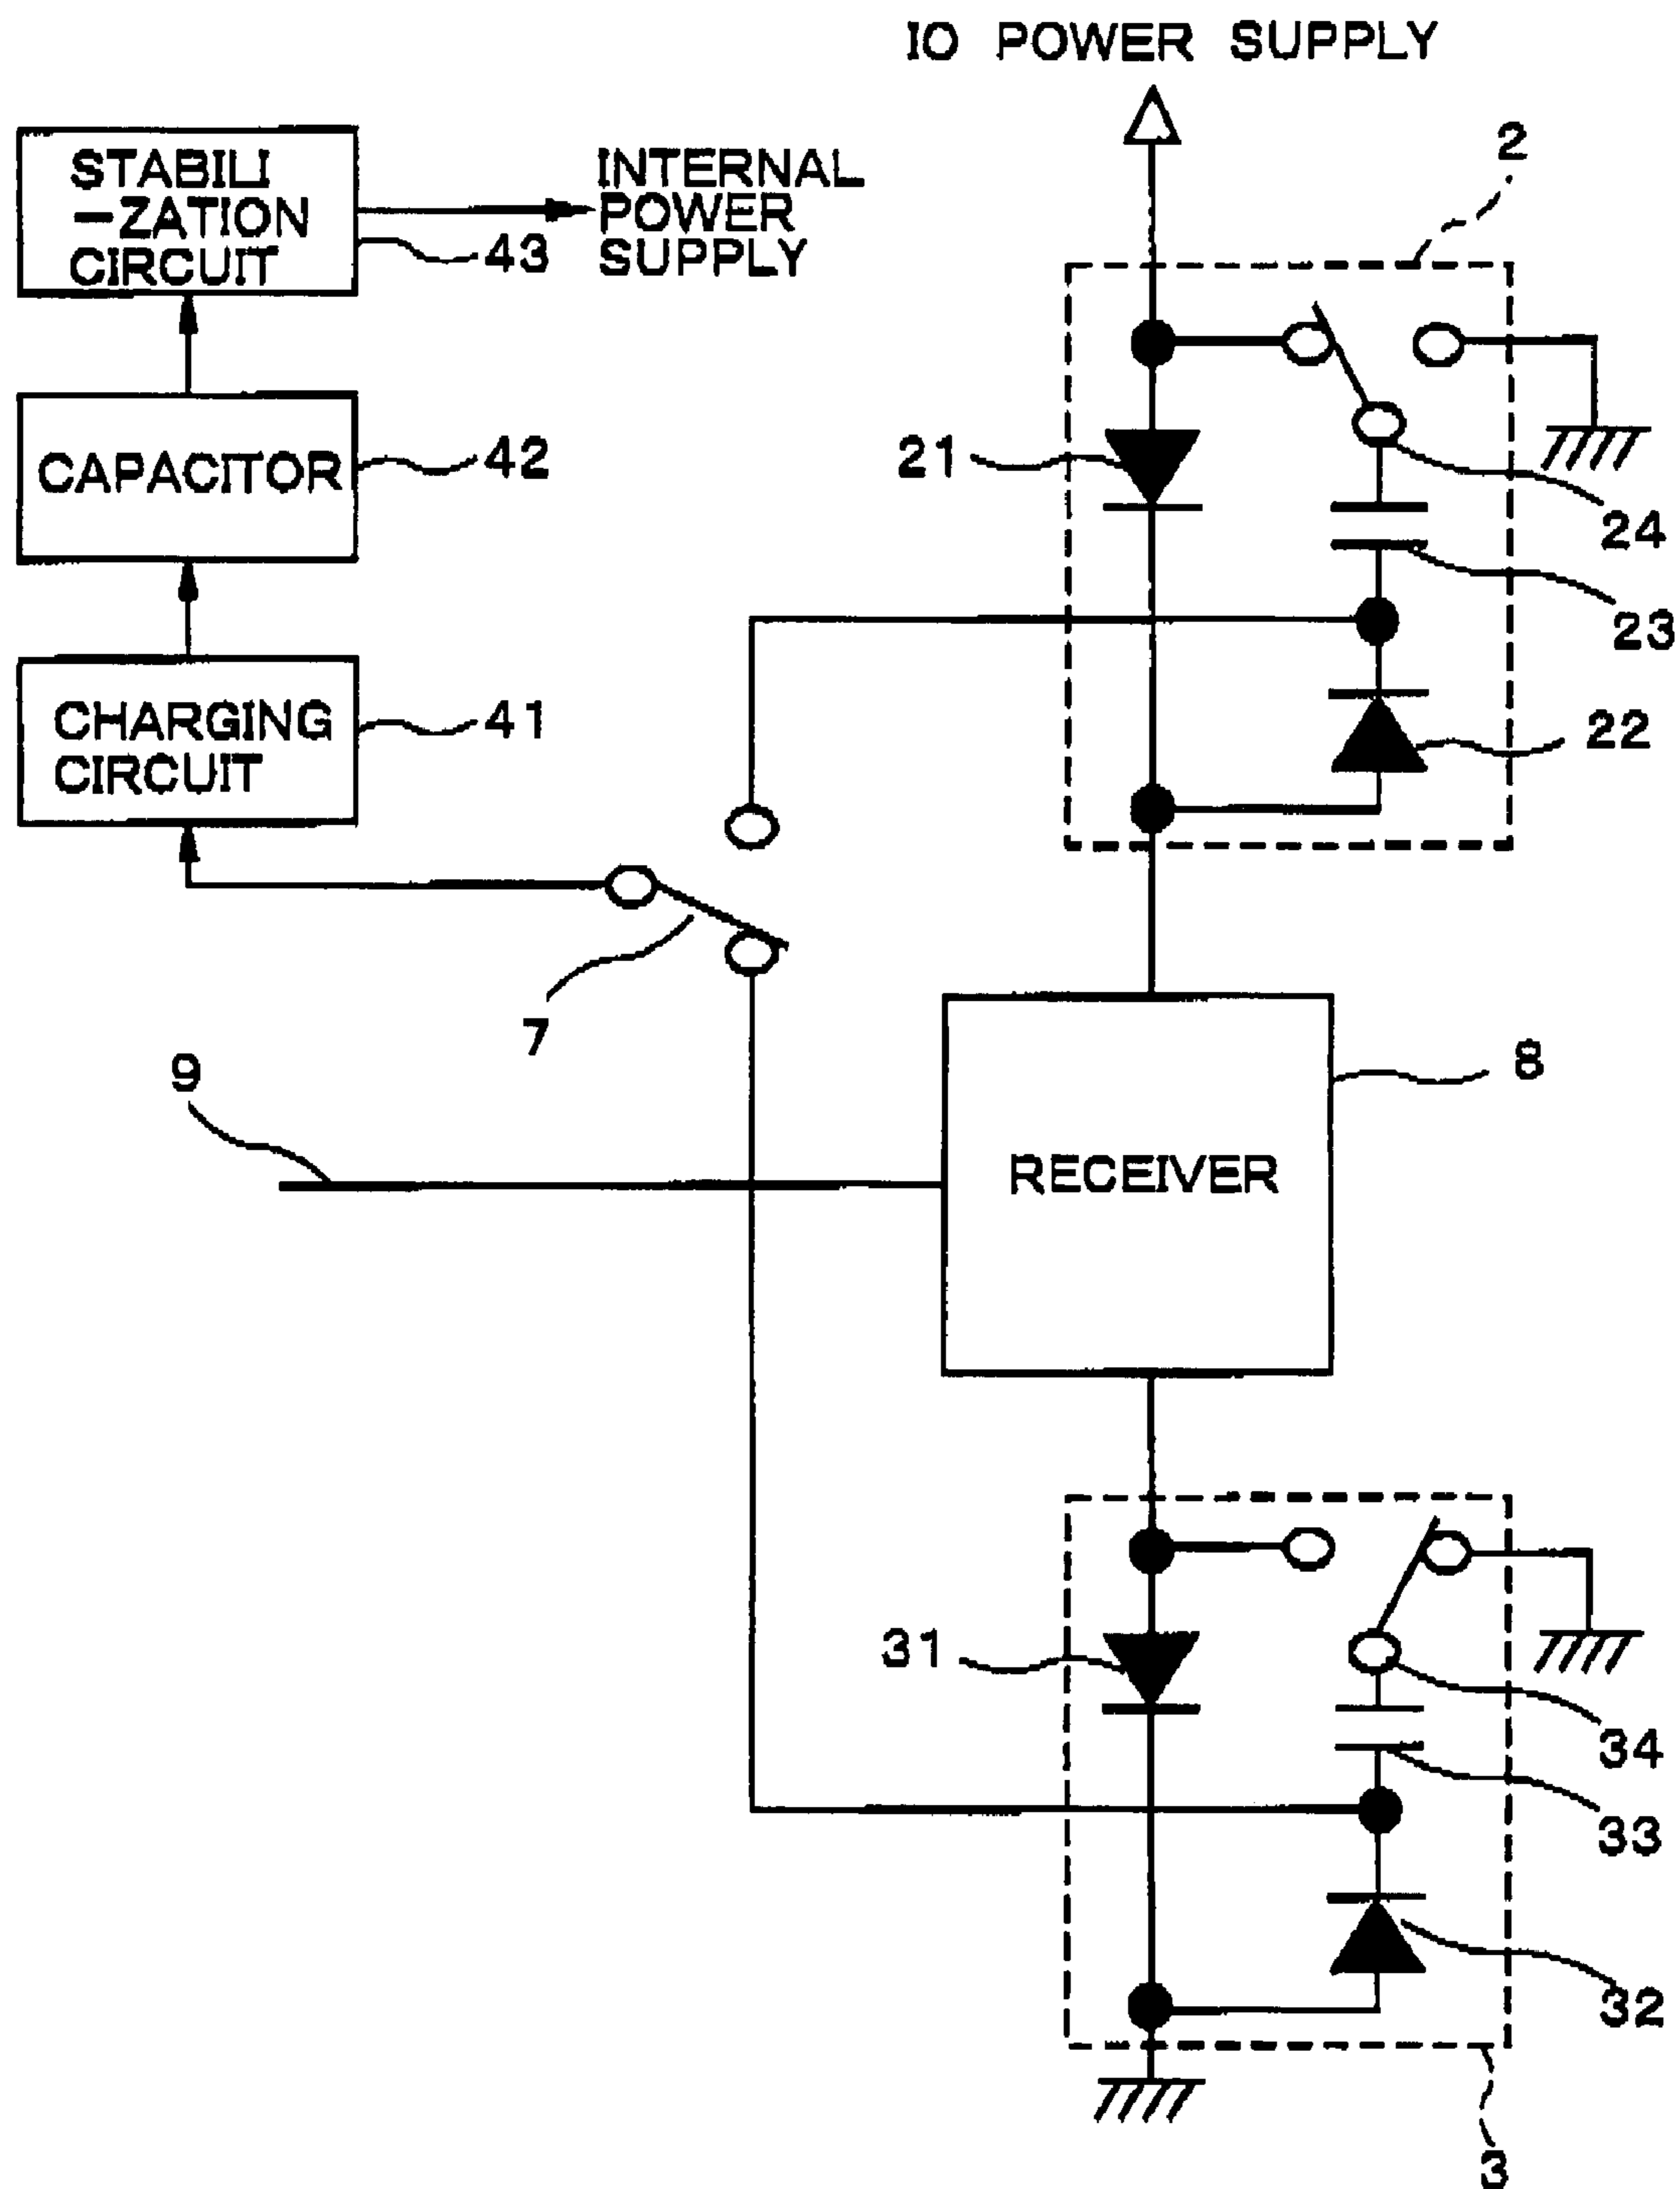 IO POWER SUPPLY
2
STABILI
-ZATION
CIRCUIT
43
INTERNAL
POWER
SUPPLY
21
24
CAPACITOR
42
23
CHARGING
CIRCUIT
41
22
7
9
8
RECEIVER
31
34
33
32
3